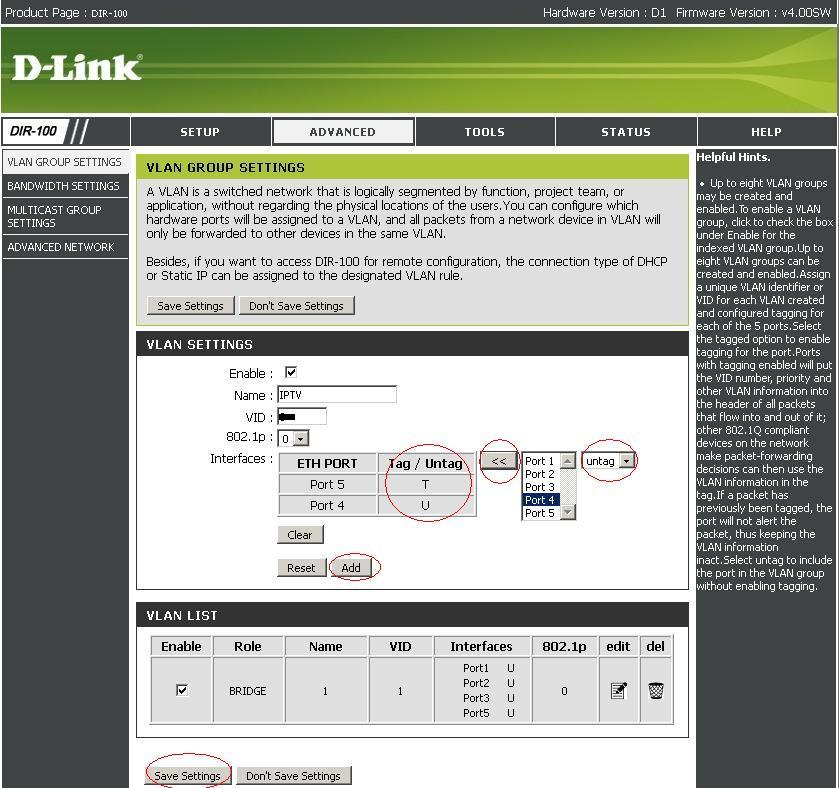 Product Page : DIR-100
Hardware Version : D1 Firmware Version : v4.00SW
D-Link
DIR-100
SETUP
ADVANCED
TOOLS
STATUS
HELP
VLAN GROUP SETTINGS
BANDWIDTH SETTINGS
MULTICAST GROUP
SETTINGS
ADVANCED NETWORK
VLAN GROUP SETTINGS
A VLAN is a switched network that is logically segmented by function, project team, or
application, without regarding the physical locations of the users.You can configure which
hardware ports will be assigned to a VLAN, and all packets from a network device in VLAN will
only be forwarded to other devices in the same VLAN.
Besides, if you want to access DIR-100 for remote configuration, the connection type of DHCP
or Static IP can be assigned to the designated VLAN rule.
Save Settings Don't Save Settings
VLAN SETTINGS
Enable :
Name : IPTV
VID :
802.1p : 0
Interfaces :
ETH PORT Tag / Untag
Port 5 T
Port 4 U
<<
Port 1
Port 2
Port 3
Port 4
Port 5
untag
Clear
Reset Add
VLAN LIST
Enable Role Name VID Interfaces 802.1p edit del
BRIDGE 1 1
Port1 U
Port2 U
Port3 U
Port5 U
0
Save Settings Don't Save Settings
Helpful Hints.
• Up to eight VLAN groups
may be created and
enabled.To enable a VLAN
group, click to check the box
under Enable for the
indexed VLAN group.Up to
eight VLAN groups can be
created and enabled.Assign
a unique VLAN identifier or
VID for each VLAN created
and configured tagging for
each of the 5 ports.Select
the tagged option to enable
tagging for the port.Ports
with tagging enabled will put
the VID number, priority and
other VLAN information into
the header of all packets
that flow into and out of it;
other 802.1Q compliant
devices on the network
make packet-forwarding
decisions can then use the
VLAN information in the
tag.If a packet has
previously been tagged, the
port will not alert the
packet, thus keeping the
VLAN information
inact.Select untag to include
the port in the VLAN group
without enabling tagging.